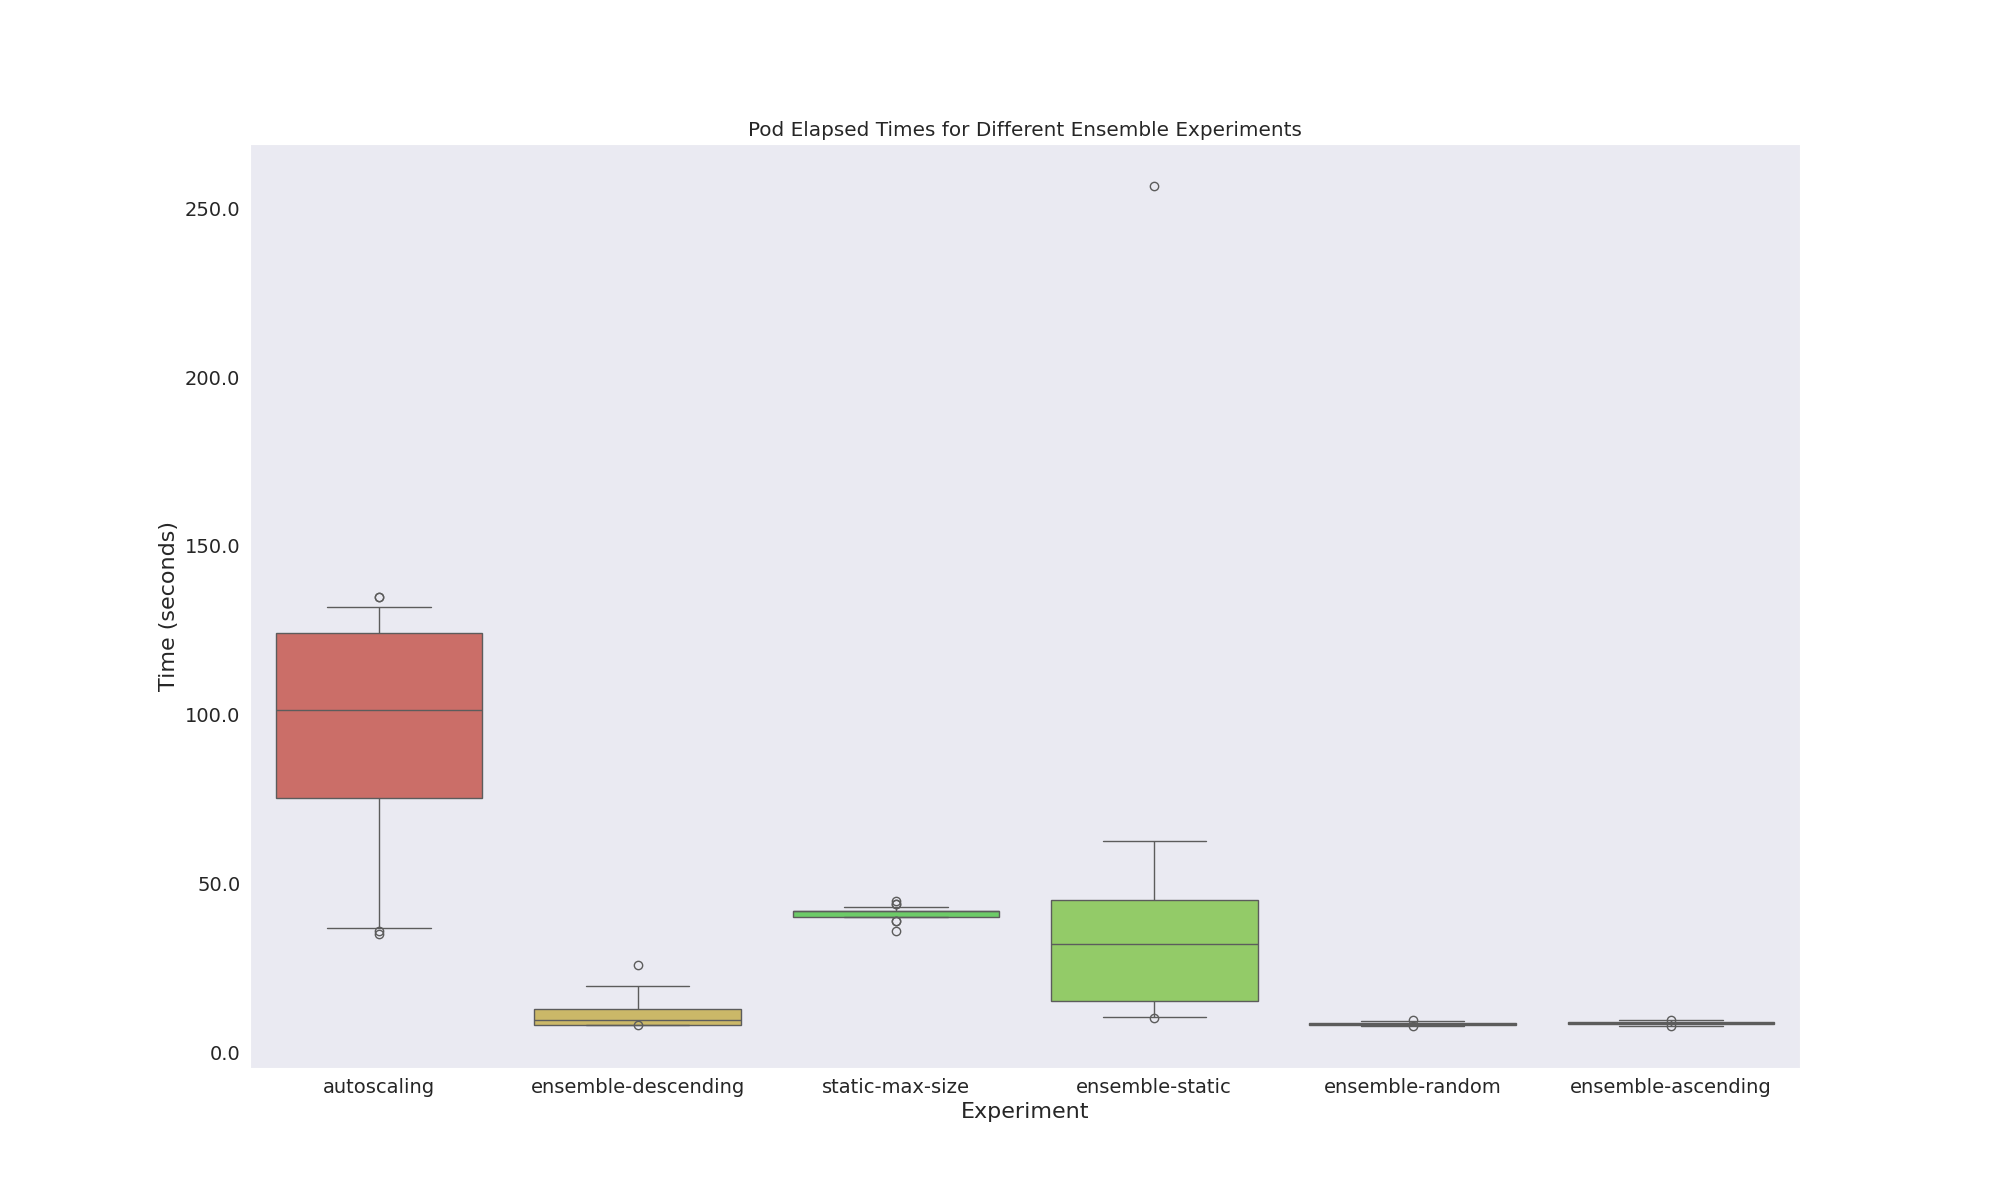 Pod Elapsed Times for Different Ensemble Experiments
250.0
200.0
150.0
100.0
50.0
0.0
Time (seconds)
autoscaling ensemble-descending static-max-size ensemble-static ensemble-random ensemble-ascending
Experiment